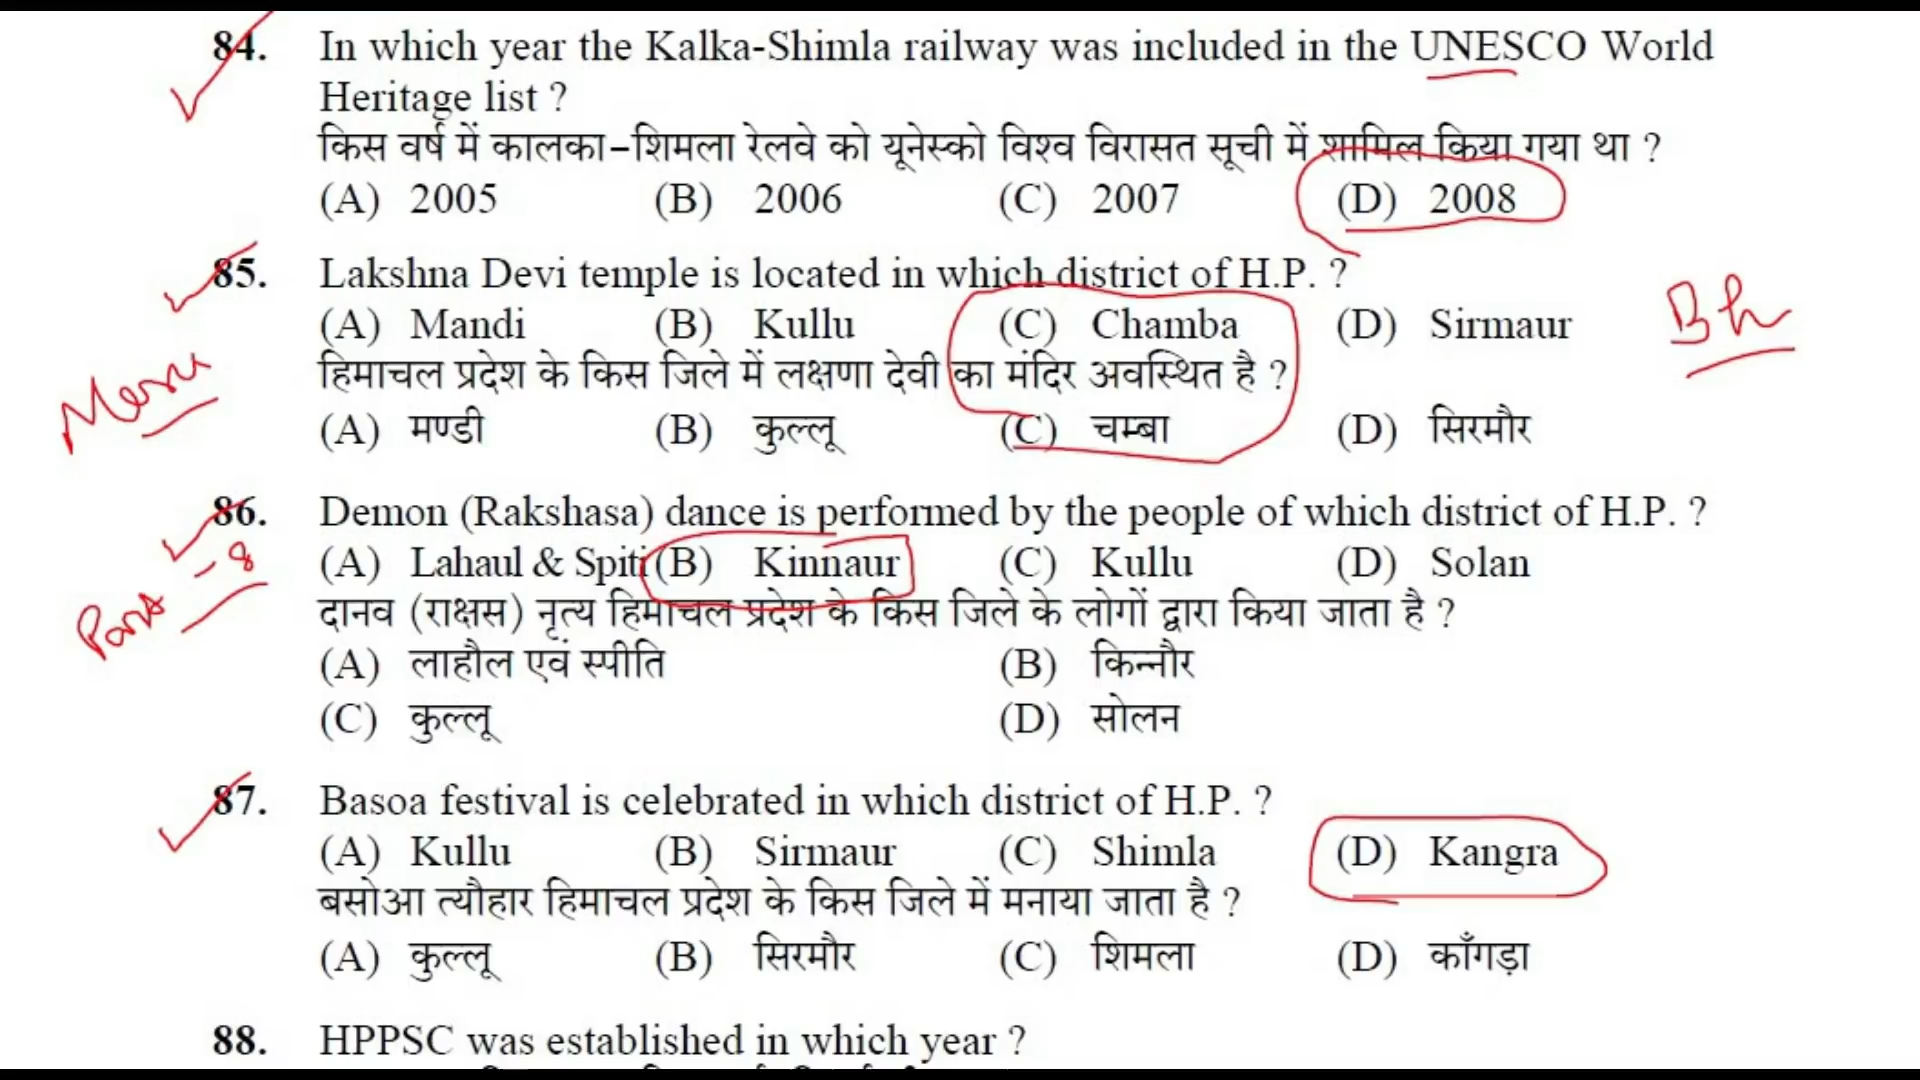 84. In which year the Kalka-Shimla railway was included in the UNESCO World
Heritage list ?
किस वर्ष में कालका-शिमला रेलवे को यूनेस्को विश्व विरासत सूची में शामिल किया गया था ?
(A) 2005 (B) 2006 (C) 2007 (D) 2008
85. Lakshna Devi temple is located in which district of H.P. ?
(A) Mandi (B) Kullu (C) Chamba (D) Sirmaur
Bh
हिमाचल प्रदेश के किस जिले में लक्षणा देवी का मंदिर अवस्थित है ?
(A) मण्डी (B) कुल्लू (C) चम्बा (D) सिरमौर
86. Demon (Rakshasa) dance is performed by the people of which district of H.P. ?
(A) Lahaul & Spiti (B) Kinnaur (C) Kullu (D) Solan
दानव (राक्षस) नृत्य हिमाचल प्रदेश के किस जिले के लोगों द्वारा किया जाता है ?
(A) लाहौल एवं स्पीति (B) किन्नौर
(C) कुल्लू (D) सोलन
87. Basoa festival is celebrated in which district of H.P. ?
(A) Kullu (B) Sirmaur (C) Shimla (D) Kangra
बसोआ त्यौहार हिमाचल प्रदेश के किस जिले में मनाया जाता है ?
(A) कुल्लू (B) सिरमौर (C) शिमला (D) काँगड़ा
88. HPPSC was established in which year ?